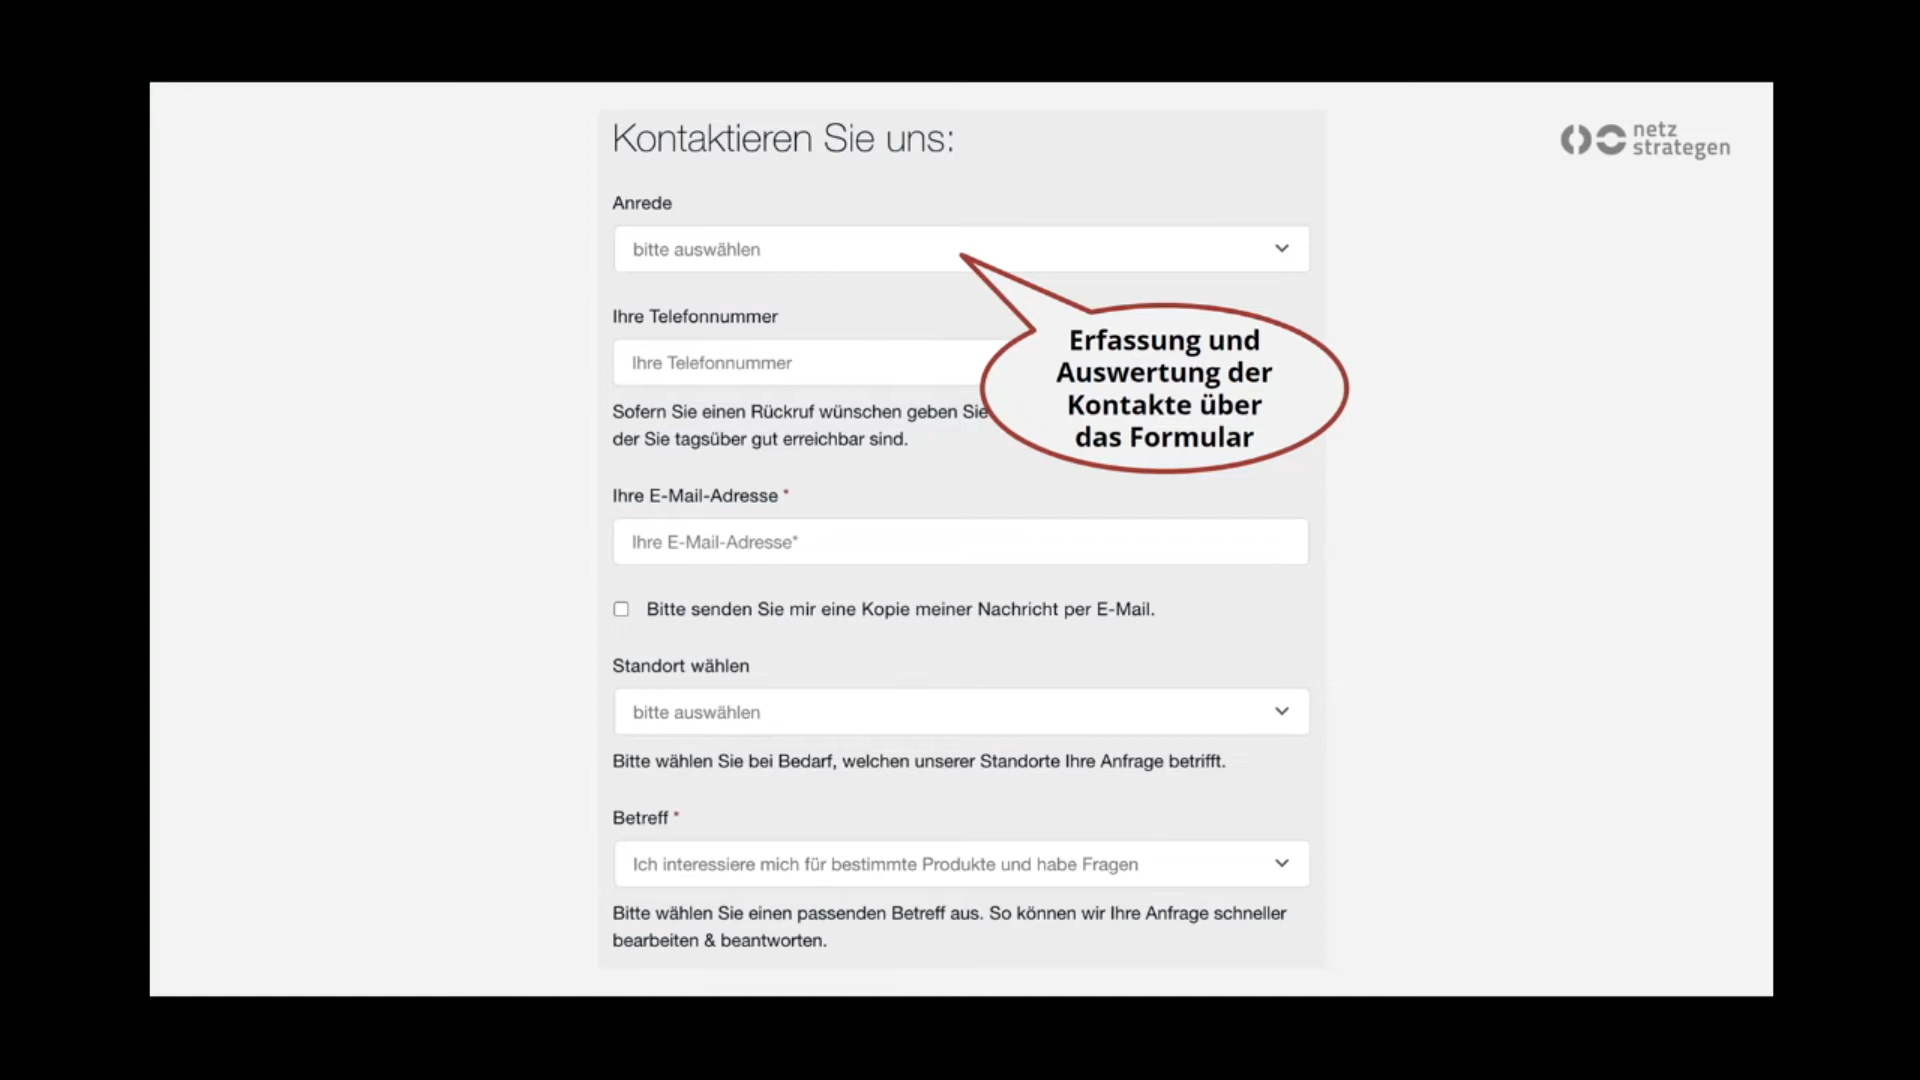 Kontaktieren Sie uns:
netz
strategen
Anrede
bitte auswählen
Ihre Telefonnummer
Ihre Telefonnummer
Erfassung und
Auswertung der
Kontakte über
das Formular
Sofern Sie einen Rückruf wünschen geben Sie
der Sie tagsüber gut erreichbar sind.
Ihre E-Mail-Adresse *
Ihre E-Mail-Adresse*
Bitte senden Sie mir eine Kopie meiner Nachricht per E-Mail.
Standort wählen
bitte auswählen
Bitte wählen Sie bei Bedarf, welchen unserer Standorte Ihre Anfrage betrifft.
Betreff *
Ich interessiere mich für bestimmte Produkte und habe Fragen
Bitte wählen Sie einen passenden Betreff aus. So können wir Ihre Anfrage schneller
bearbeiten & beantworten.